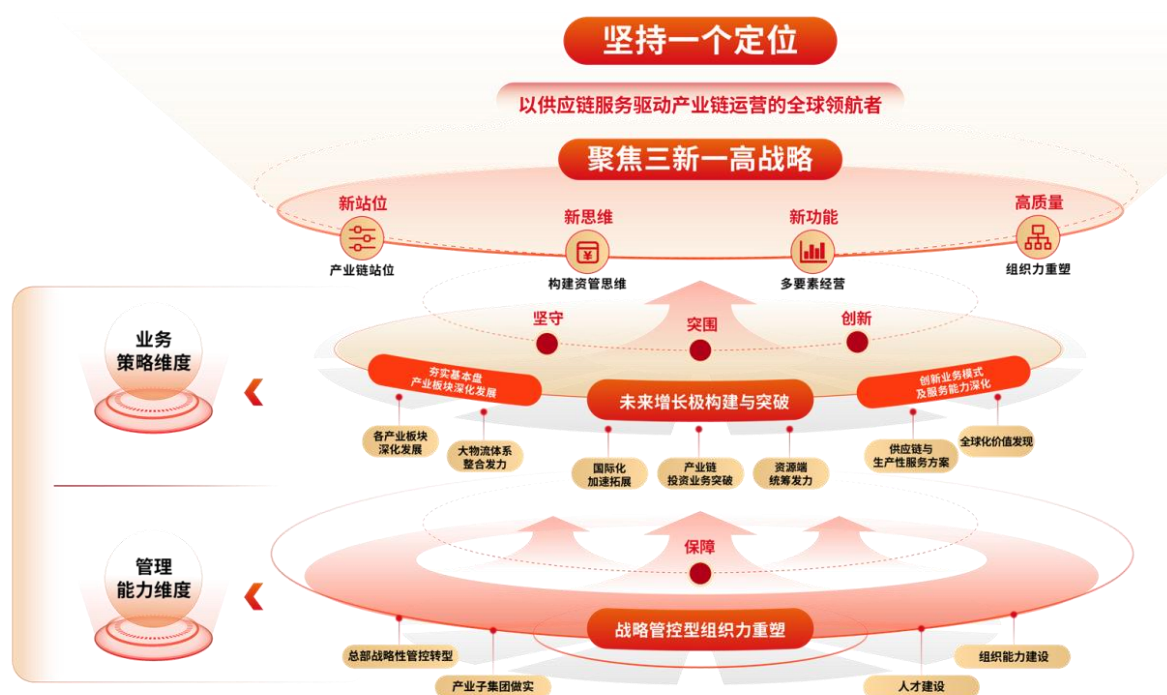 坚持一个定位
以供应链服务驱动产业链运营的全球领航者
聚焦三新一高战略
新站位
产业链站位
新思维
构建资管思维
新功能
多要素经营
高质量
组织力重塑
业务
策略维度
坚守
突围
创新
夯实基本盘
产业板块深化发展
未来增长极构建与突破
创新业务模式
及服务能力深化
各产业板块
深化发展
大物流体系
整合发力
国际化
加速拓展
产业链
投资业务突破
资源端
统筹发力
供应链与
生产性服务方案
全球化价值发现
管理
能力维度
保障
战略管控型组织力重塑
总部战略性管控转型
产业子集团做实
人才建设
组织能力建设